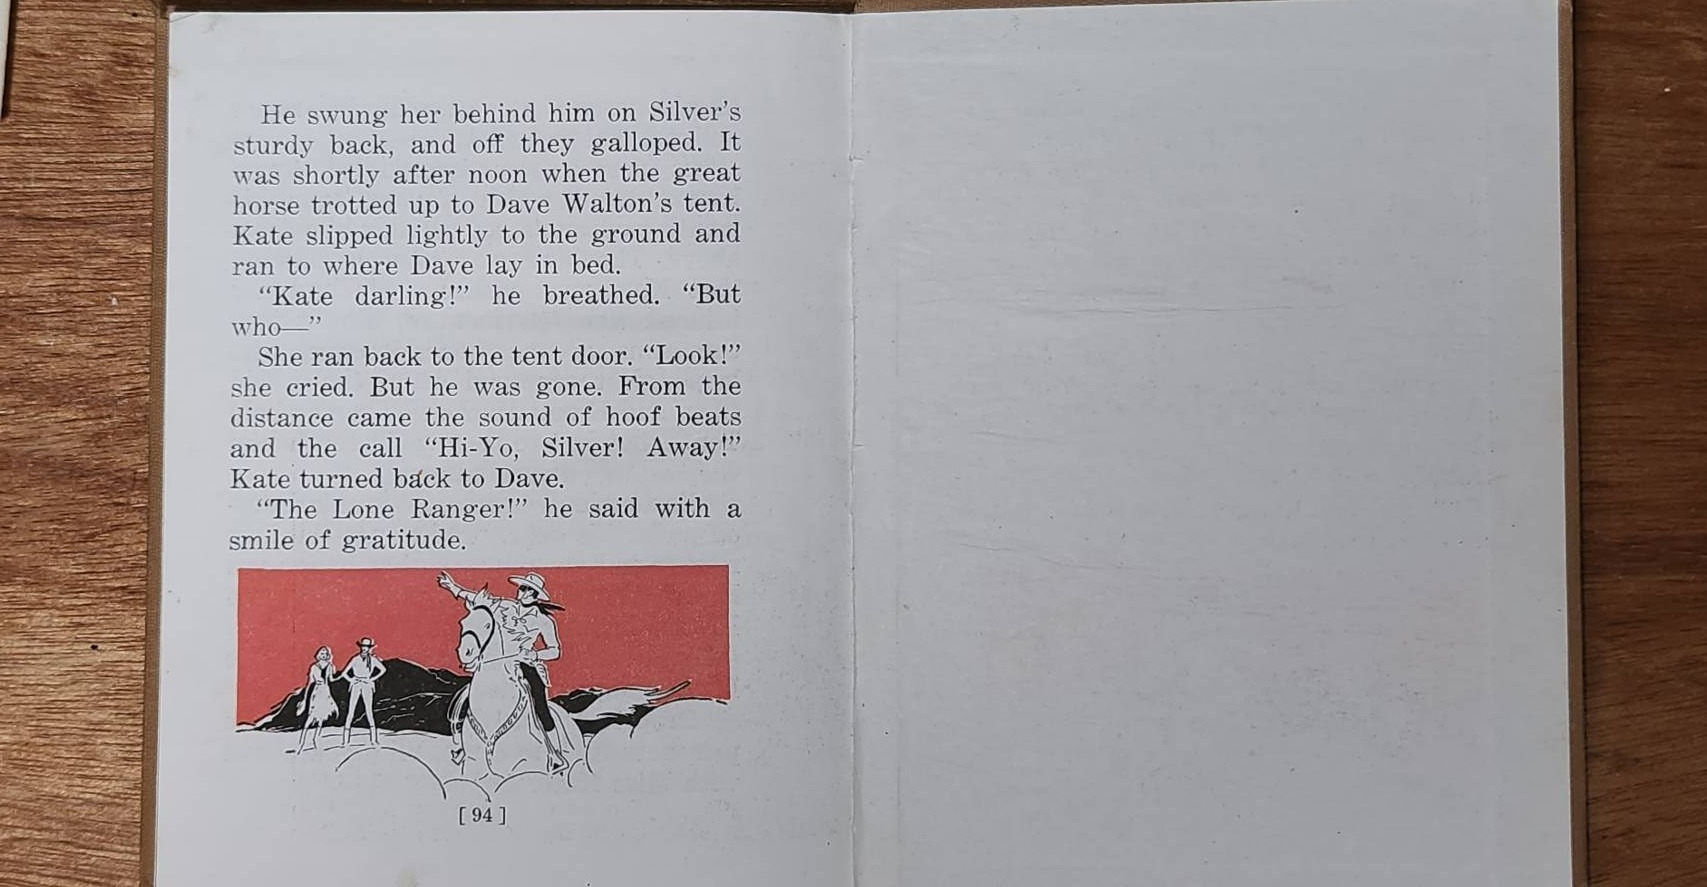 He swung her behind him on Silver's
sturdy back, and off they galloped. It
was shortly after noon when the great
horse trotted up to Dave Walton's tent.
Kate slipped lightly to the ground and
ran to where Dave lay in bed.
“Kate darling!” he breathed. “But
who—”
She ran back to the tent door. “Look!”
she cried. But he was gone. From the
distance came the sound of hoof beats
and the call “Hi-Yo, Silver! Away!”
Kate turned back to Dave.
“The Lone Ranger!” he said with a
smile of gratitude.
[ 94 ]